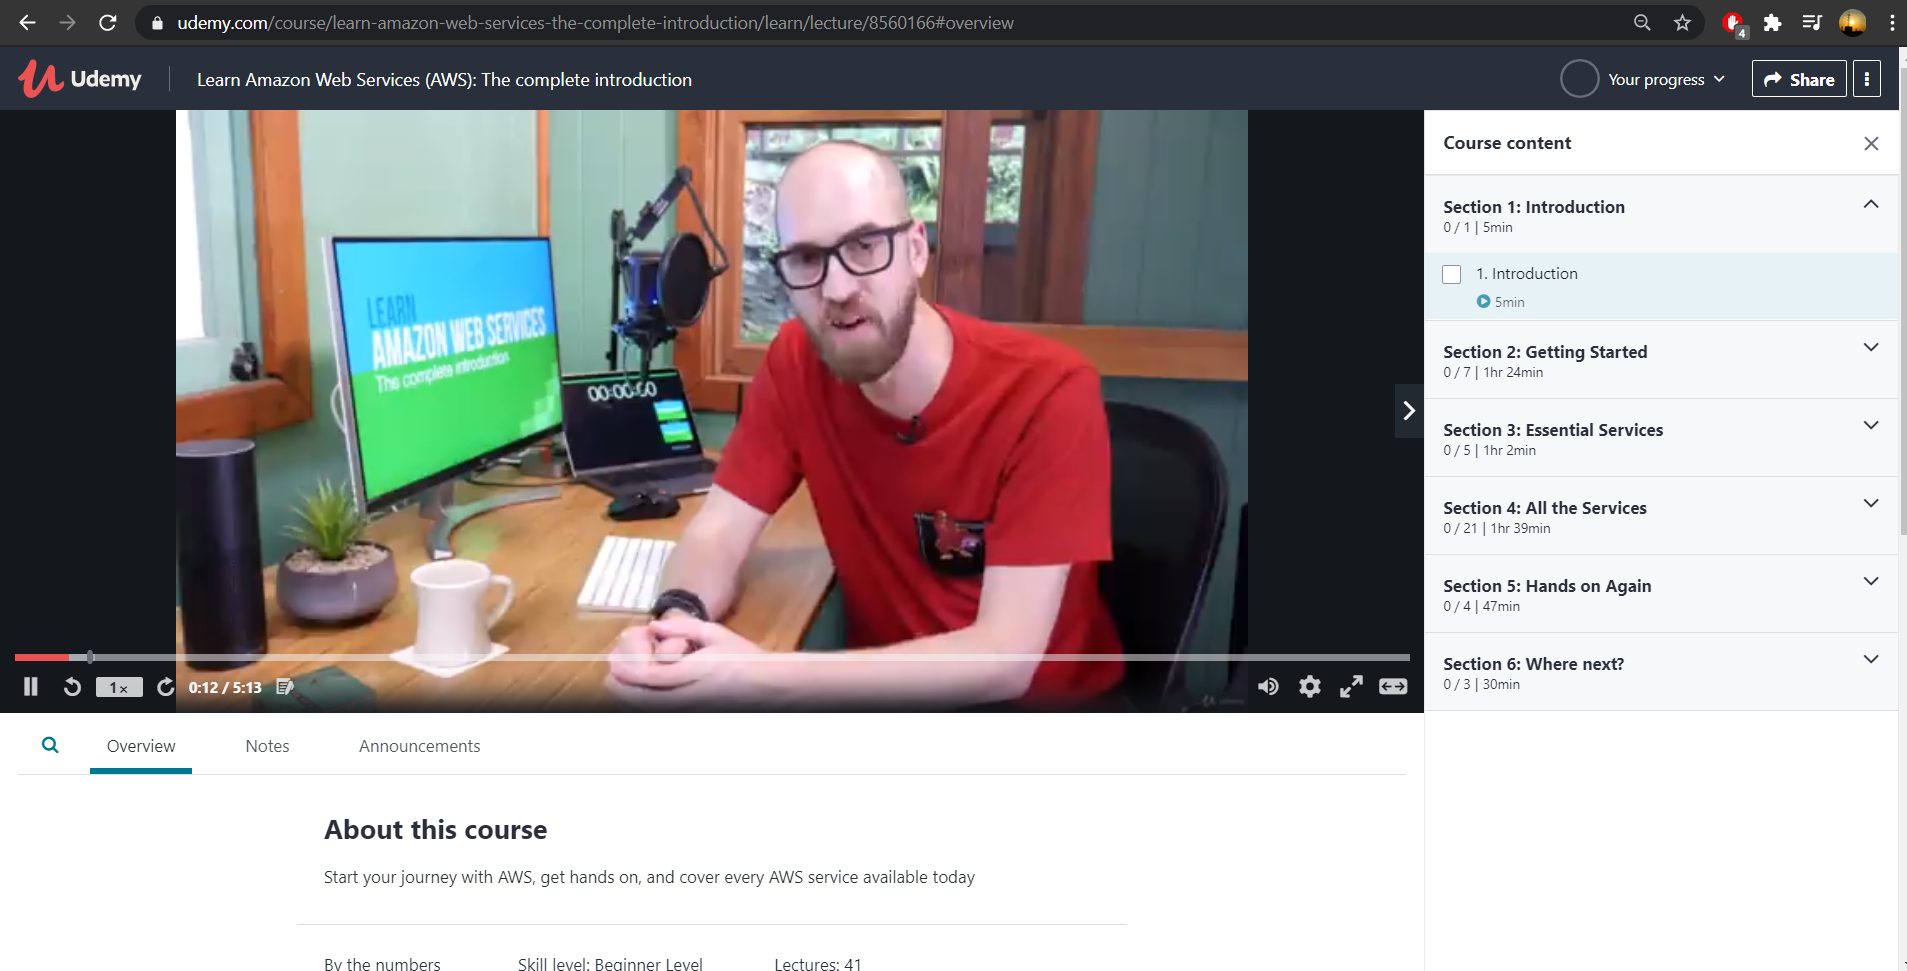 udemy.com/course/learn-amazon-web-services-the-complete-introduction/learn/lecture/8560166#overview
4
Udemy
Learn Amazon Web Services (AWS): The complete introduction
Your progress
Share
LEARN
AMAZON WEB SERVICES
The complete introduction
1x
0:12 / 5:13
Course content
Section 1: Introduction
0 / 1 | 5min
1. Introduction
5min
Section 2: Getting Started
0 / 7 | 1hr 24min
Section 3: Essential Services
0 / 5 | 1hr 2min
Section 4: All the Services
0 / 21 | 1hr 39min
Section 5: Hands on Again
0 / 4 | 47min
Section 6: Where next?
0 / 3 | 30min
Overview
Notes
Announcements
About this course
Start your journey with AWS, get hands on, and cover every AWS service available today
By the numbers
Skill level: Beginner Level
Lectures: 41